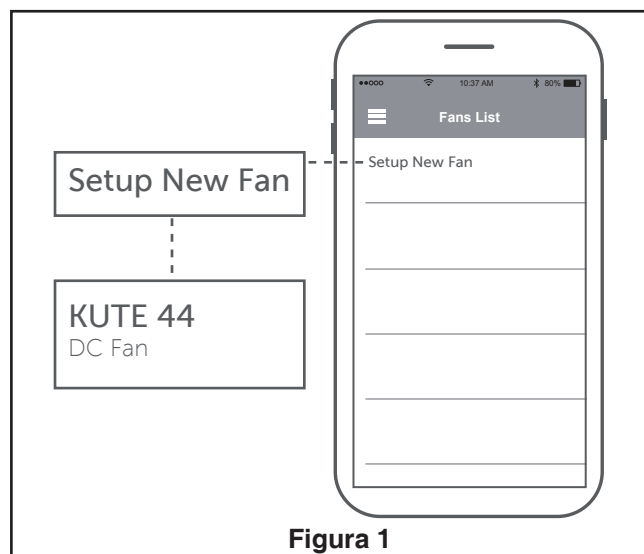 10:37 AM
80%
Fans List
Setup New Fan
Setup New Fan
KUTE 44
DC Fan
Figura 1